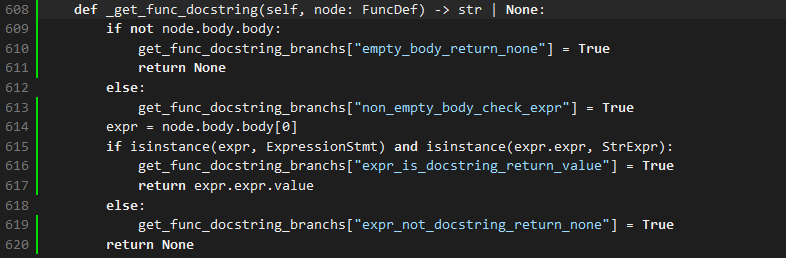 608 def _get_func_docstring(self, node: FuncDef) -> str | None:
609 if not node.body.body:
610 get_func_docstring_branchs["empty_body_return_none"] = True
611 return None
612 else:
613 get_func_docstring_branchs["non_empty_body_check_expr"] = True
614 expr = node.body.body[0]
615 if isinstance(expr, ExpressionStmt) and isinstance(expr.expr, StrExpr):
616 get_func_docstring_branchs["expr_is_docstring_return_value"] = True
617 return expr.expr.value
618 else:
619 get_func_docstring_branchs["expr_not_docstring_return_none"] = True
620 return None